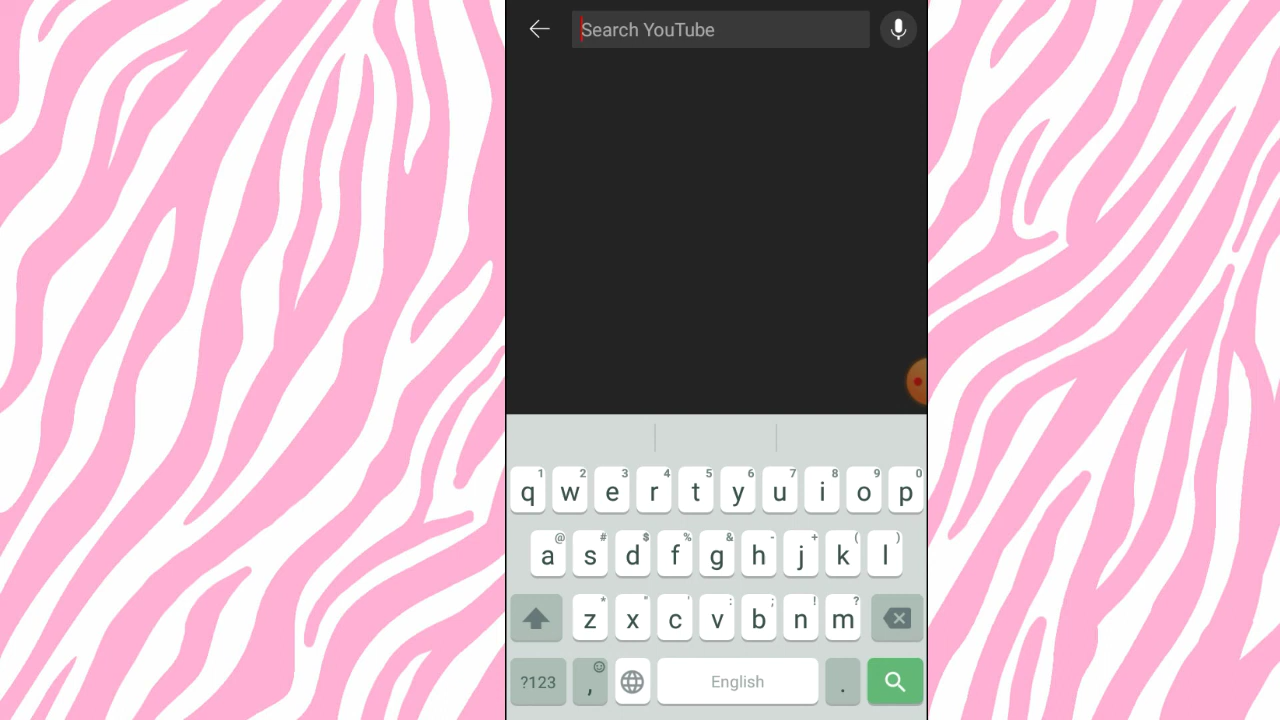 Search YouTube
1 2 3 4 5 6 7 8 9 0
q w e r t y u i o p
@ # $ % & - + ( )
a s d f g h j k l
* " ' : ; ! ?
z x c v b n m
?123 , English .